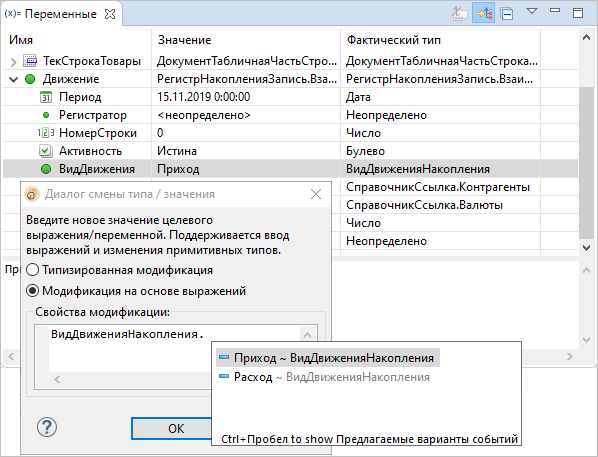 (x)= Переменные
Имя Значение Фактический тип
ТекСтрокаТовары ДокументТабличнаяЧастьСтро... ДокументТабличнаяЧастьСтрока...
Движение РегистрНакопленияЗапись.Вза... РегистрНакопленияЗапись.Взаи...
Период 15.11.2019 0:00:00 Дата
Регистратор <неопределено> Неопределено
НомерСтроки 0 Число
Активность Истина Булево
ВидДвижения Приход ВидДвиженияНакопления
СправочникСсылка.Контрагенты
СправочникСсылка.Валюты
Число
Неопределено
Диалог смены типа / значения
Введите новое значение целевого
выражения/переменной. Поддерживается ввод
выражений и изменения примитивных типов.
Типизированная модификация
Модификация на основе выражений
Свойства модификации:
ВидДвиженияНакопления.
Приход ~ ВидДвиженияНакопления
Расход ~ ВидДвиженияНакопления
OK
Ctrl+Пробел to show Предлагаемые варианты событий